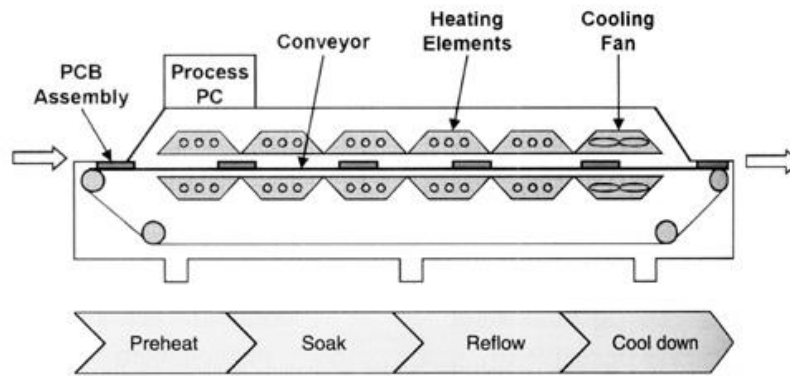 Heating
Elements
Cooling
Fan
Conveyor
Process
PC
PCB
Assembly
Preheat
Soak
Reflow
Cool down